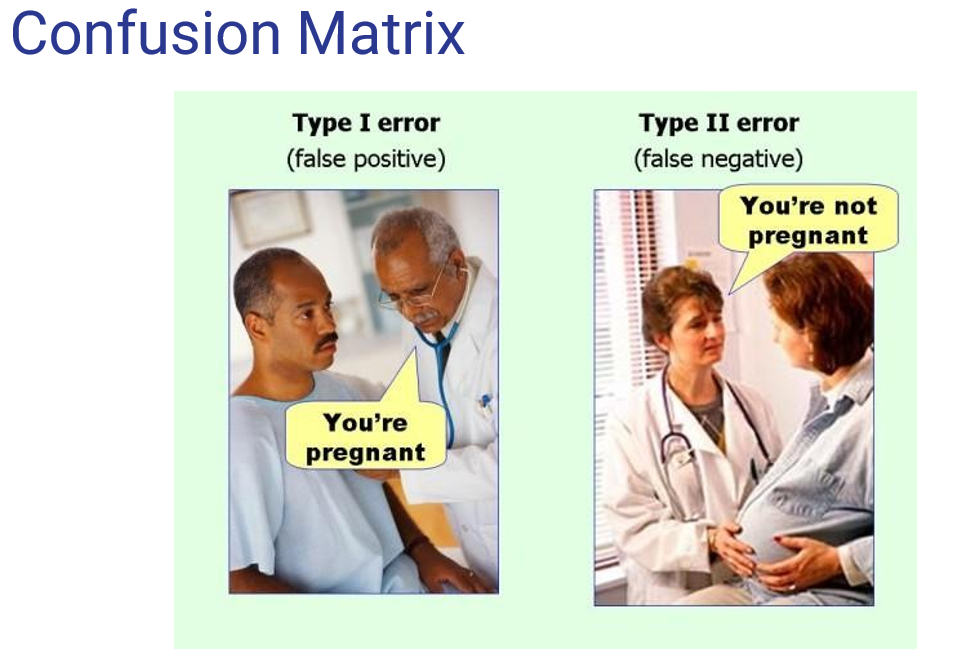 Confusion Matrix
Type I error
(false positive)
Type II error
(false negative)
You're
pregnant
You're not
pregnant